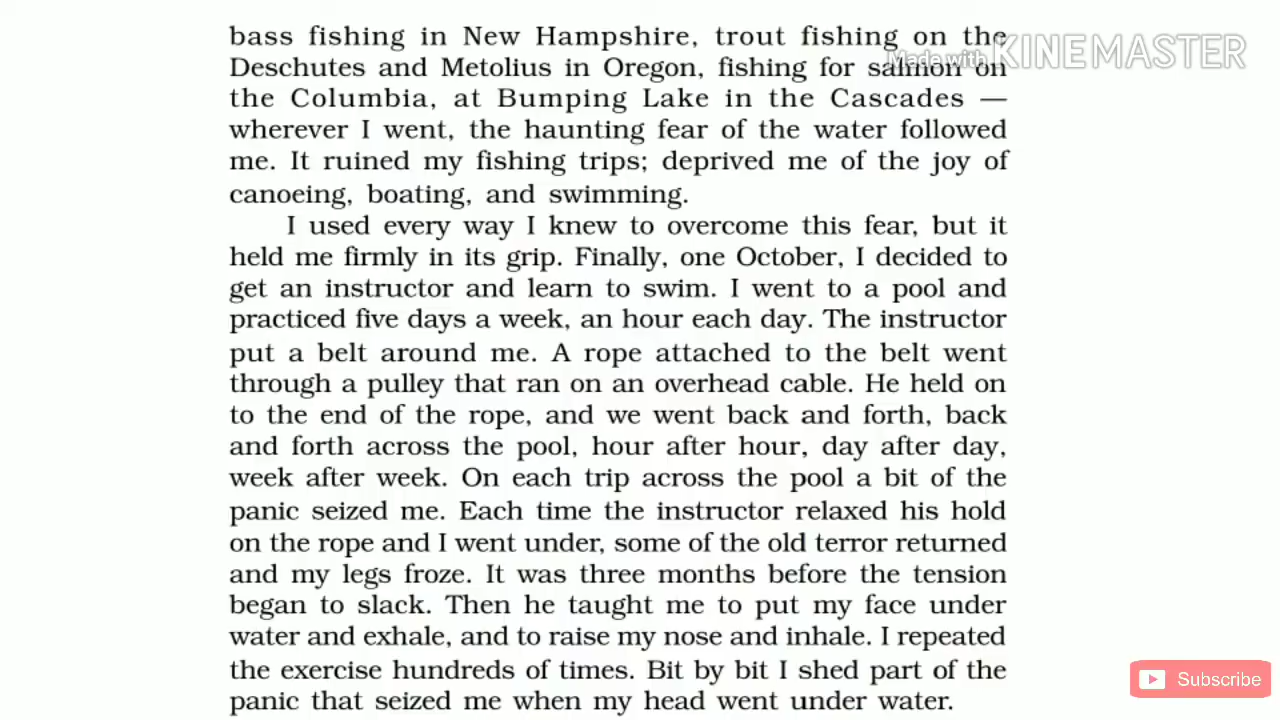 bass fishing in New Hampshire, trout fishing on the
Made with KINEMASTER
Deschutes and Metolius in Oregon, fishing for salmon on
the Columbia, at Bumping Lake in the Cascades —
wherever I went, the haunting fear of the water followed
me. It ruined my fishing trips; deprived me of the joy of
canoeing, boating, and swimming.
I used every way I knew to overcome this fear, but it
held me firmly in its grip. Finally, one October, I decided to
get an instructor and learn to swim. I went to a pool and
practiced five days a week, an hour each day. The instructor
put a belt around me. A rope attached to the belt went
through a pulley that ran on an overhead cable. He held on
to the end of the rope, and we went back and forth, back
and forth across the pool, hour after hour, day after day,
week after week. On each trip across the pool a bit of the
panic seized me. Each time the instructor relaxed his hold
on the rope and I went under, some of the old terror returned
and my legs froze. It was three months before the tension
began to slack. Then he taught me to put my face under
water and exhale, and to raise my nose and inhale. I repeated
the exercise hundreds of times. Bit by bit I shed part of the
panic that seized me when my head went under water.
Subscribe